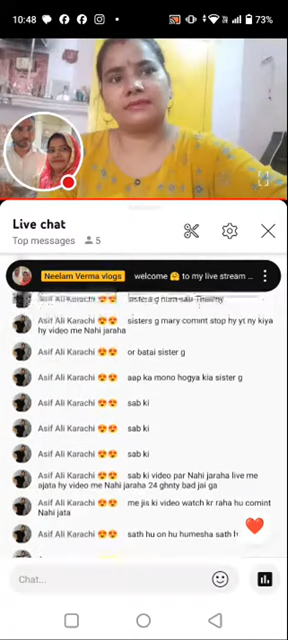 10:48
73%
Live chat
Top messages 5
Neelam Verma vlogs welcome 🤗 to my live stream ...
Asif Ali Karachi 😍😍
Asif Ali Karachi 😍😍 sisters g mary comint stop hy yt ny kiya
hy video me Nahi jaraha
Asif Ali Karachi 😍😍 or batai sister g
Asif Ali Karachi 😍😍 aap ka mono hogya kia sister g
Asif Ali Karachi 😍😍 sab ki
Asif Ali Karachi 😍😍 sab ki
Asif Ali Karachi 😍😍 sab ki
Asif Ali Karachi 😍😍 sab ki video par Nahi jaraha live me
ajata hy video me Nahi jaraha 24 ghnty bad jai ga
Asif Ali Karachi 😍😍 me jis ki video watch kr raha hu comint
Nahi jata
Asif Ali Karachi 😍😍 sath hu on hu humesha sath
Chat...